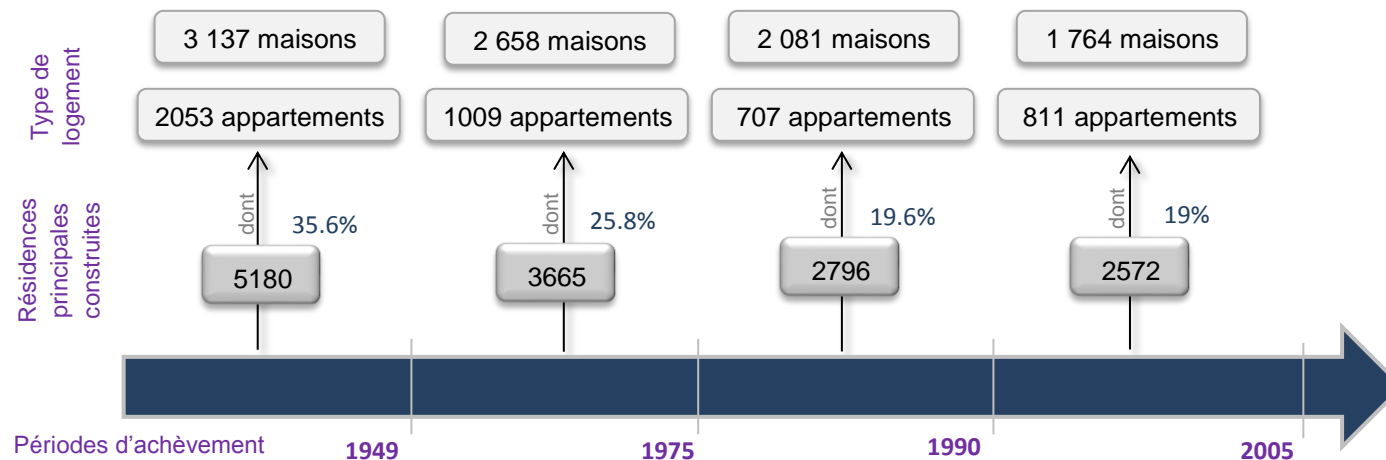 Type de
logement
3 137 maisons
2 658 maisons
2 081 maisons
1 764 maisons
2053 appartements
1009 appartements
707 appartements
811 appartements
Résidences
principales
construites
dont
35.6%
dont
25.8%
dont
19.6%
dont
19%
5180
3665
2796
2572
Périodes d'achèvement
1949
1975
1990
2005